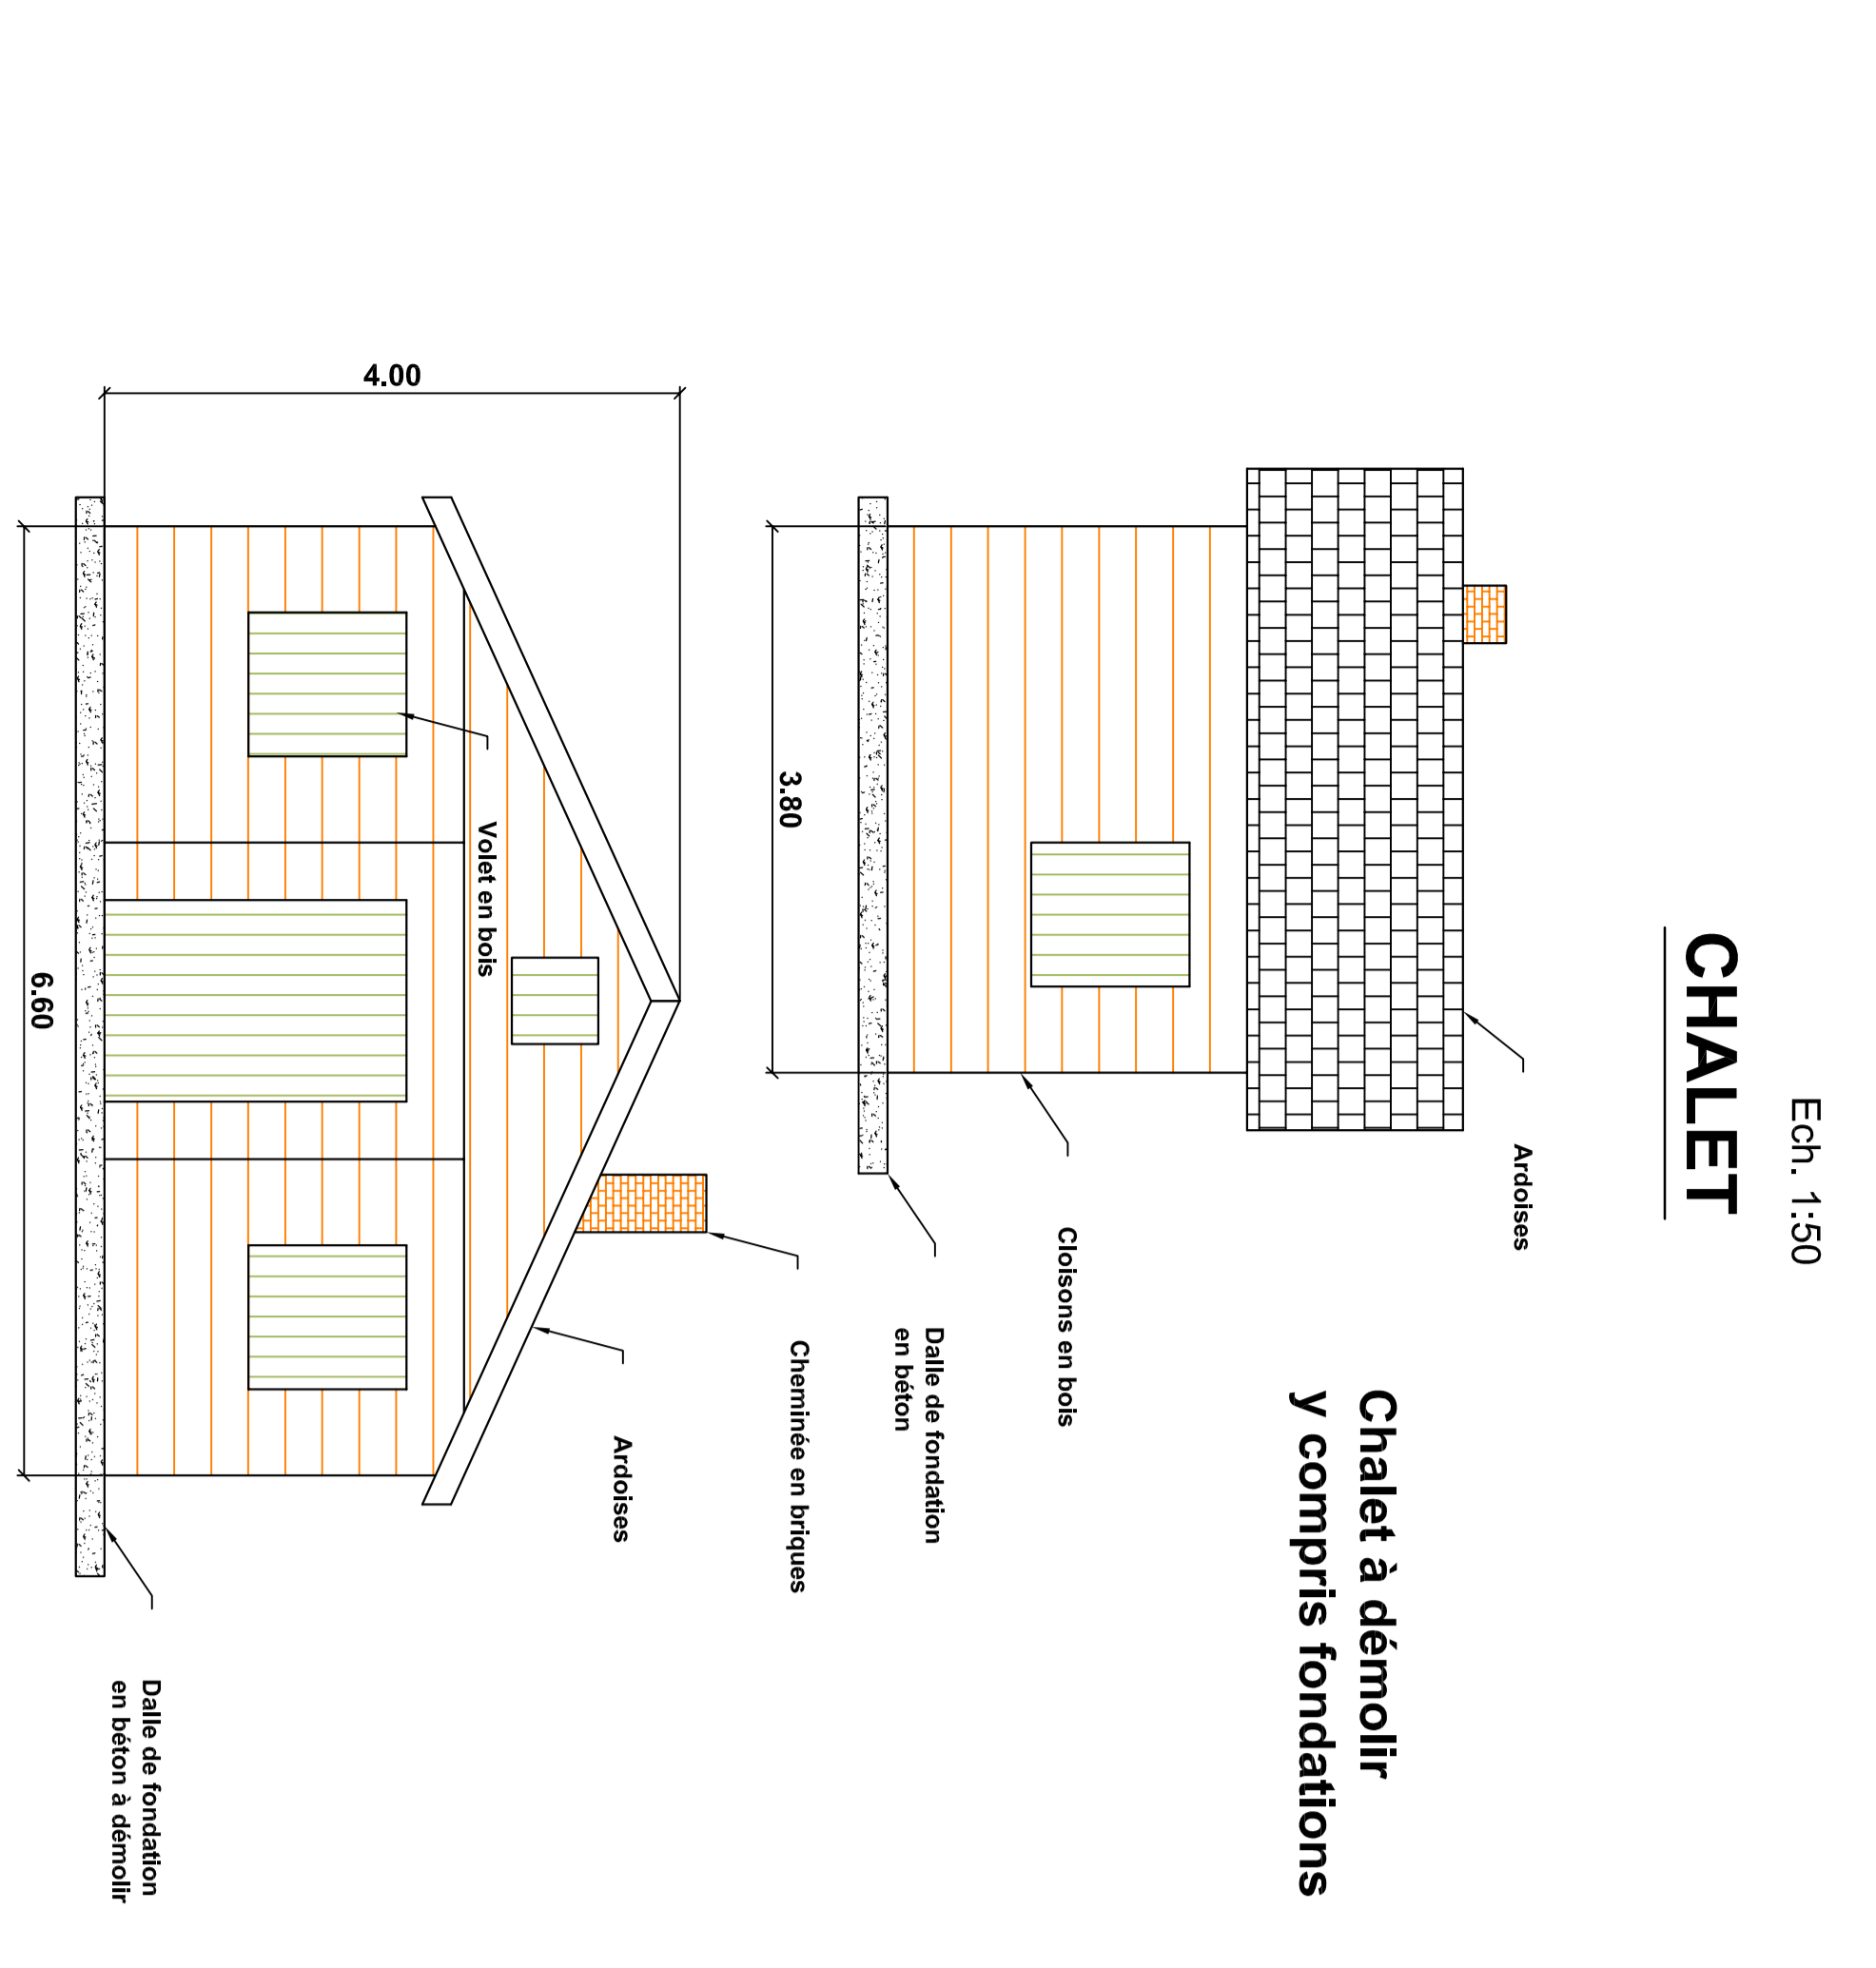 Ech. 1:50
CHALET
Chalet à démolir
y compris fondations
Ardoises
Cloisons en bois
Dalle de fondation
en béton
3.80
Cheminée en briques
Ardoises
Volet en bois
4.00
6.60
Dalle de fondation
en béton à démolir